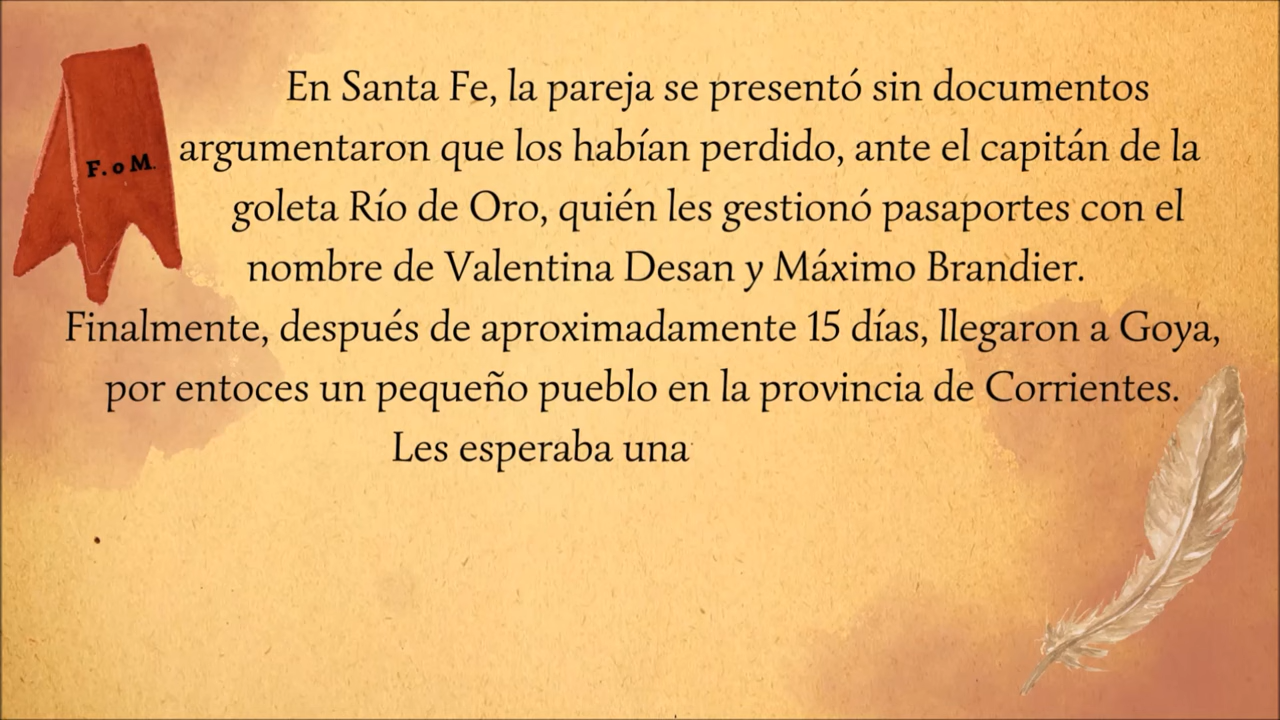 En Santa Fe, la pareja se presentó sin documentos
F. o M.
argumentaron que los habían perdido, ante el capitán de la
goleta Río de Oro, quién les gestionó pasaportes con el
nombre de Valentina Desan y Máximo Brandier.
Finalmente, después de aproximadamente 15 días, llegaron a Goya,
por entoces un pequeño pueblo en la provincia de Corrientes.
Les esperaba una